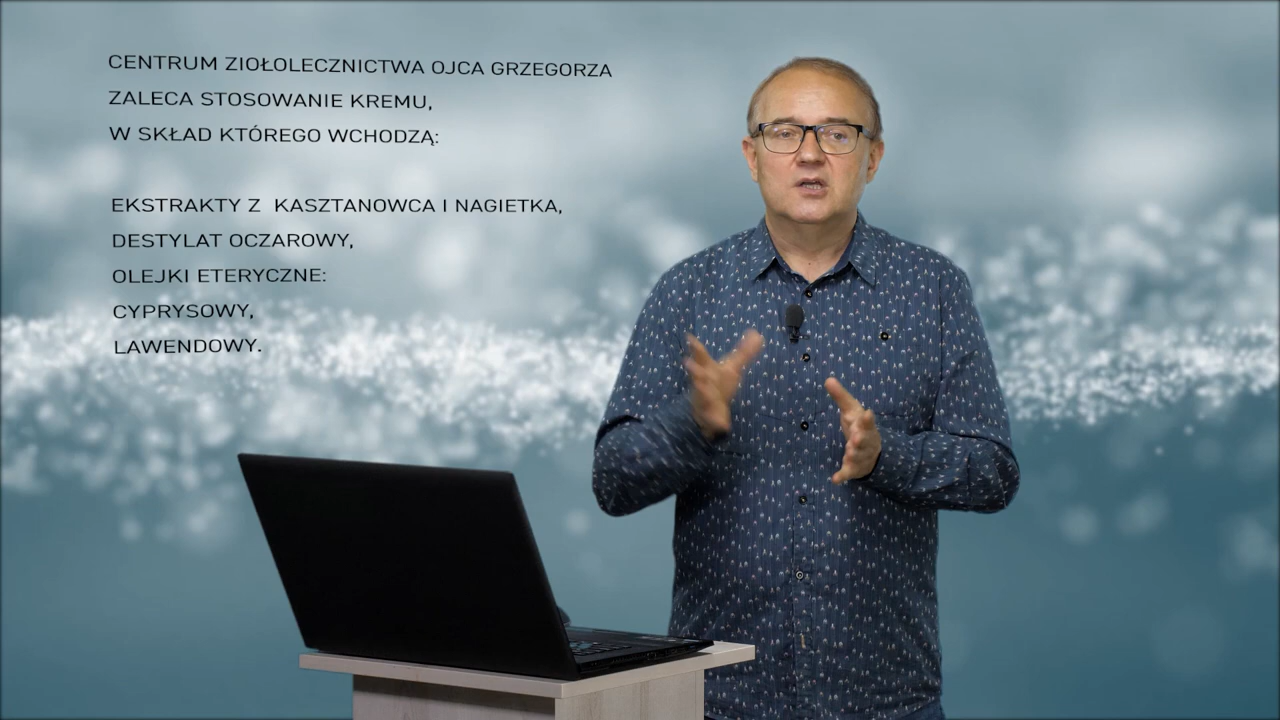 CENTRUM ZIOŁOLECZNICTWA OJCA GRZEGORZA
ZALECA STOSOWANIE KREMU,
W SKŁAD KTÓREGO WCHODZĄ:
EKSTRAKTY Z KASZTANOWCA I NAGIETKA,
DESTYLAT OCZAROWY,
OLEJKI ETERYCZNE:
CYPRYSOWY,
LAWENDOWY.